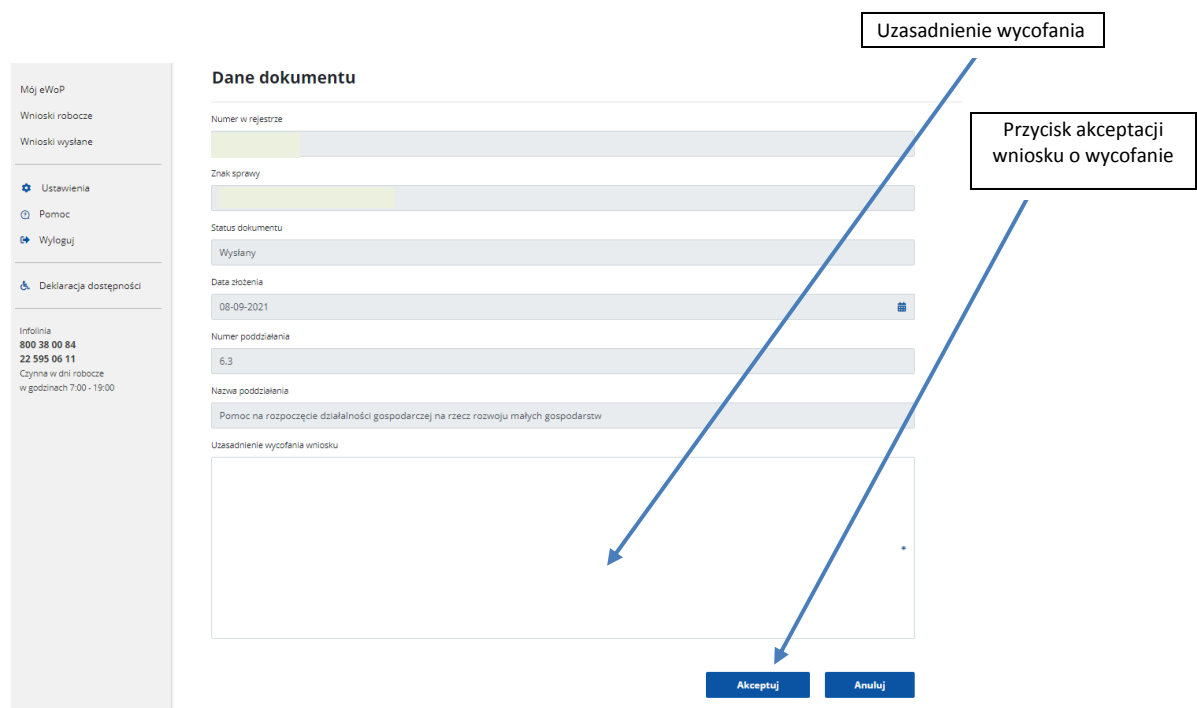 Uzasadnienie wycofania
Przycisk akceptacji
wniosku o wycofanie
Mój eWoP
Wnioski robocze
Wnioski wysłane
Ustawienia
Pomoc
Wyloguj
Deklaracja dostępności
Infolinia
800 38 00 84
22 595 06 11
Czynna w dni robocze
w godzinach 7:00 - 19:00
Dane dokumentu
Numer w rejestrze
Znak sprawy
Status dokumentu
Wysłany
Data złożenia
08-09-2021
Numer poddziałania
6.3
Nazwa poddziałania
Pomoc na rozpoczęcie działalności gospodarczej na rzecz rozwoju małych gospodarstw
Uzasadnienie wycofania wniosku
*
Akceptuj
Anuluj